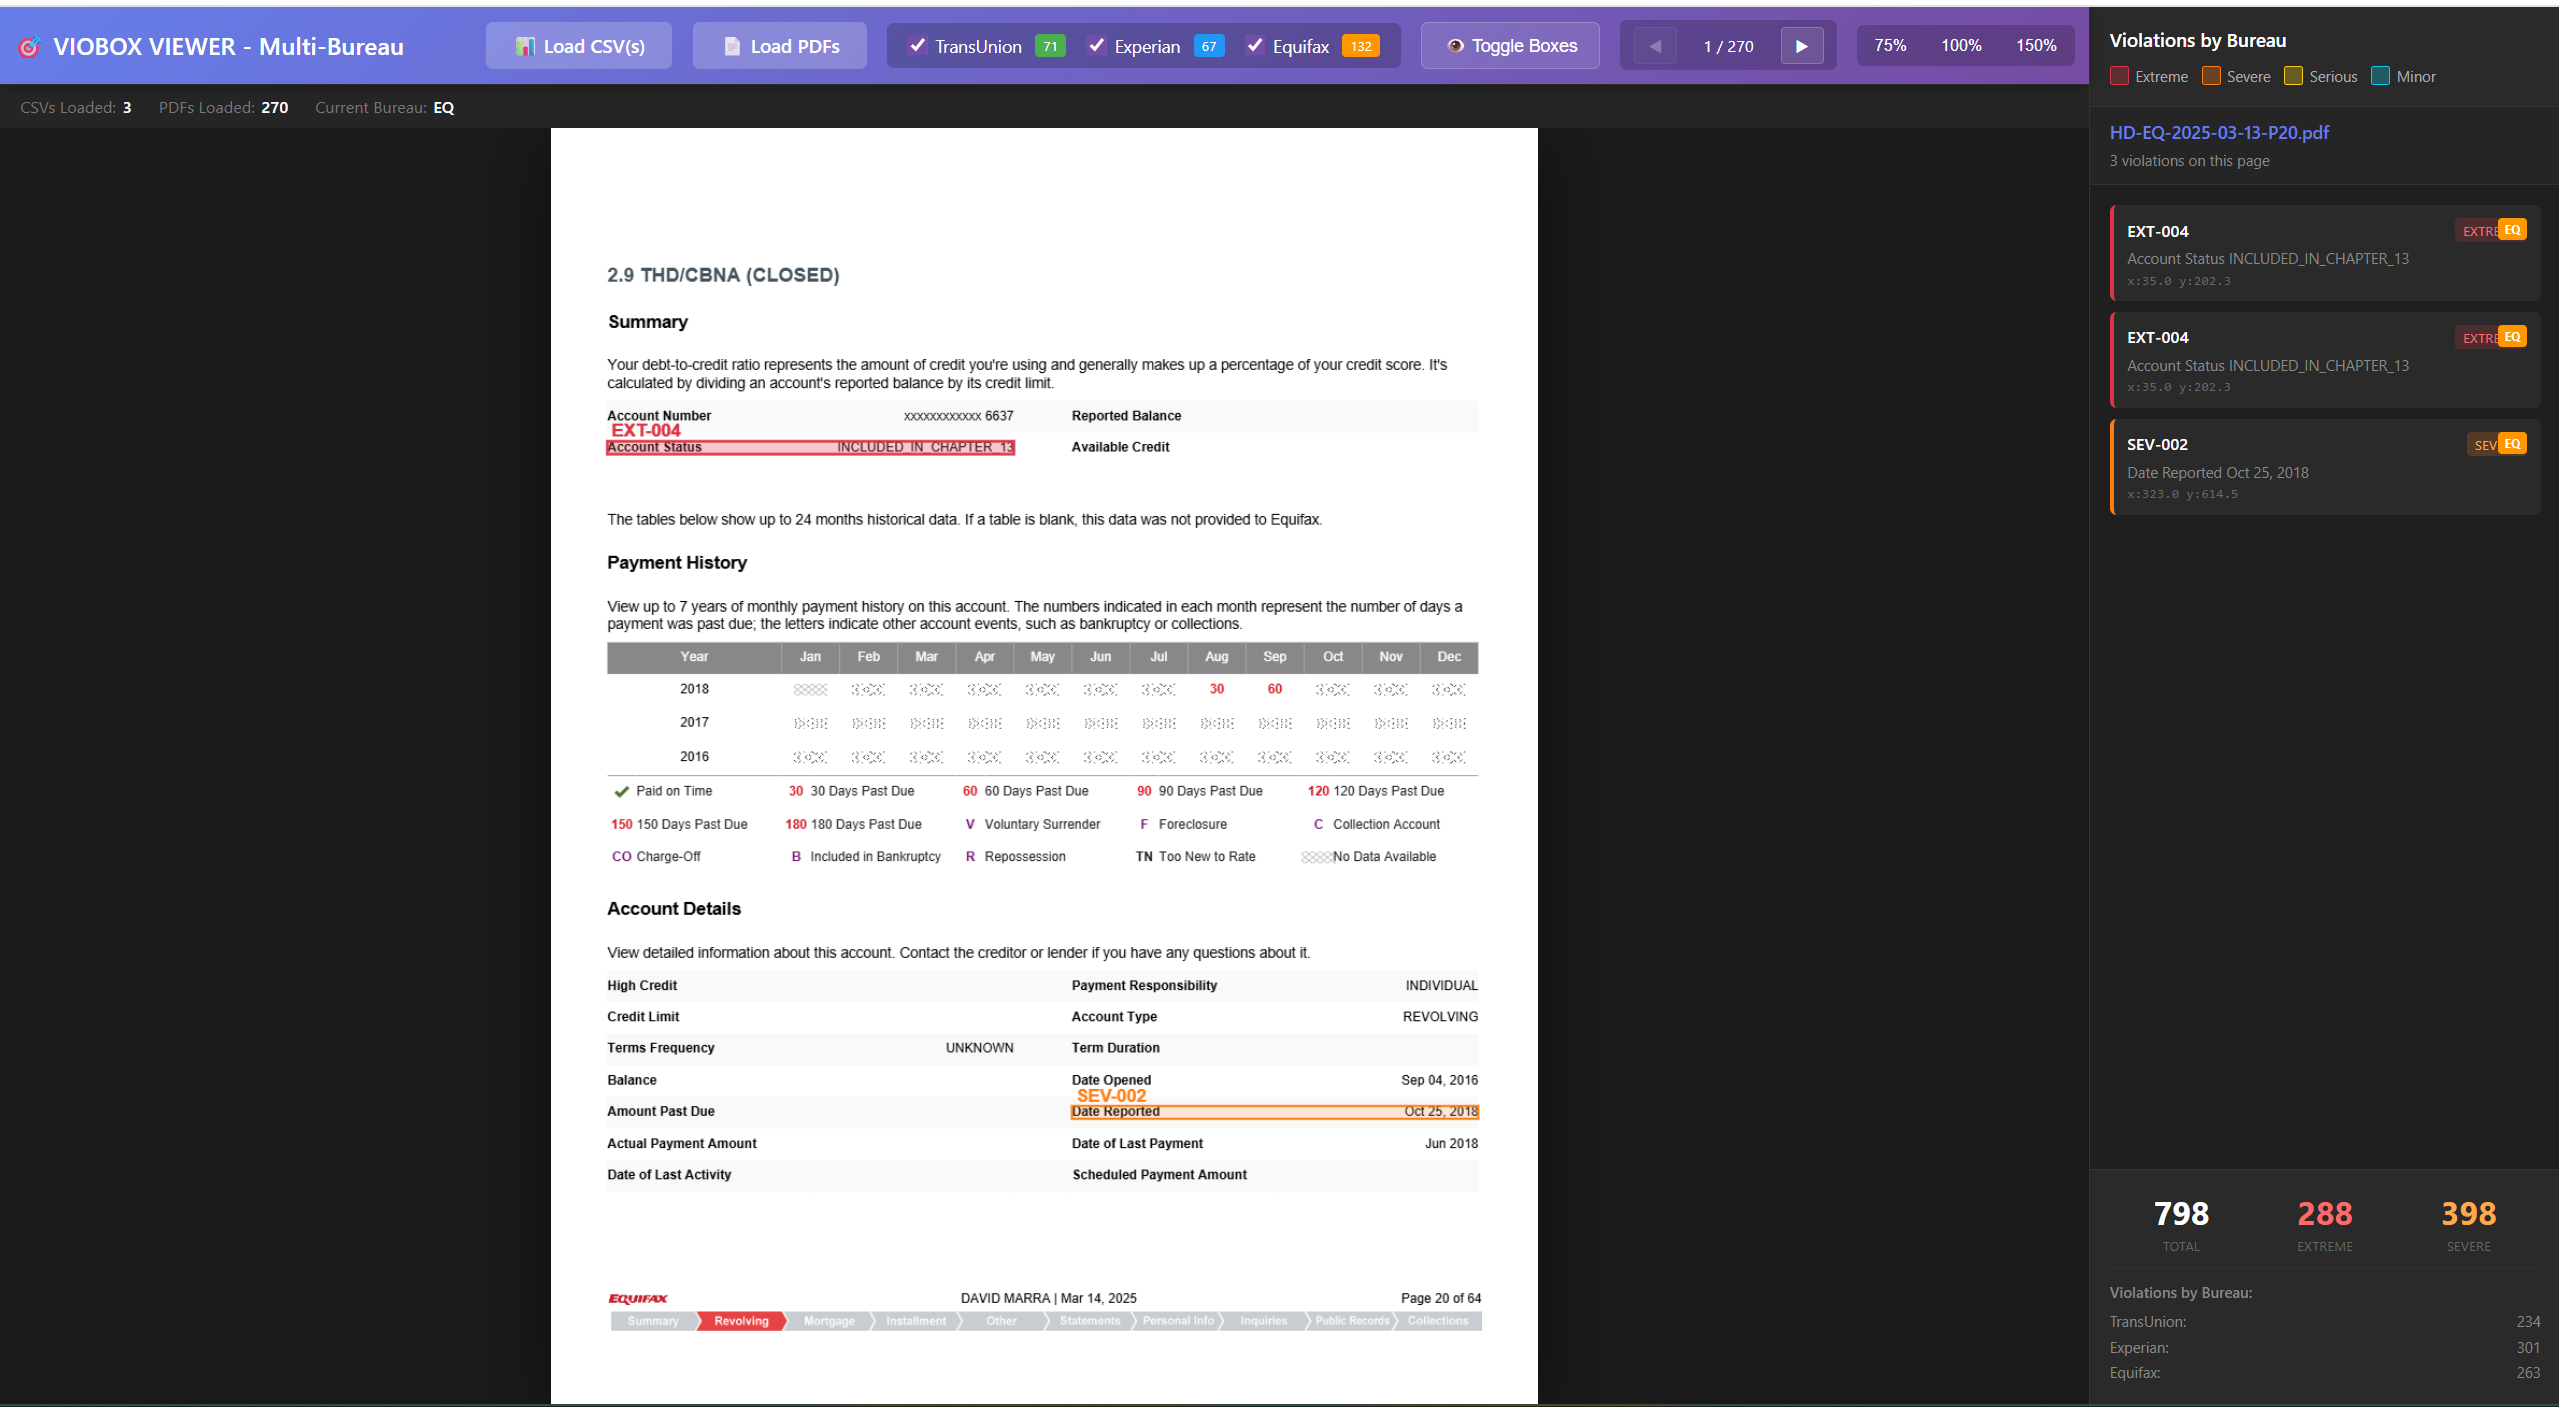 VIOBOX VIEWER - Multi-Bureau
Load CSV(s)
Load PDFs
TransUnion 71 Experian 67 Equifax 132
Toggle Boxes
1 / 270
75% 100% 150%
CSVs Loaded: 3 PDFs Loaded: 270 Current Bureau: EQ
2.9 THD/CBNA (CLOSED)
Summary
Your debt-to-credit ratio represents the amount of credit you're using and generally makes up a percentage of your credit score. It's
calculated by dividing an account's reported balance by its credit limit.
Account Number xxxxxxxxxxxx 6637 Reported Balance
EXT-004
Account Status INCLUDED_IN_CHAPTER_13 Available Credit
The tables below show up to 24 months historical data. If a table is blank, this data was not provided to Equifax.
Payment History
View up to 7 years of monthly payment history on this account. The numbers indicated in each month represent the number of days a
payment was past due; the letters indicate other account events, such as bankruptcy or collections.
Year Jan Feb Mar Apr May Jun Jul Aug Sep Oct Nov Dec
2018 30 60
2017
2016
Paid on Time 30 30 Days Past Due 60 60 Days Past Due 90 90 Days Past Due 120 120 Days Past Due
150 150 Days Past Due 180 180 Days Past Due V Voluntary Surrender F Foreclosure C Collection Account
CO Charge-Off B Included in Bankruptcy R Repossession TN Too New to Rate No Data Available
Account Details
View detailed information about this account. Contact the creditor or lender if you have any questions about it.
High Credit Payment Responsibility INDIVIDUAL
Credit Limit Account Type REVOLVING
Terms Frequency UNKNOWN Term Duration
Balance Date Opened Sep 04, 2016
SEV-002
Amount Past Due Date Reported Oct 25, 2018
Actual Payment Amount Date of Last Payment Jun 2018
Date of Last Activity Scheduled Payment Amount
EQUIFAX DAVID MARRA | Mar 14, 2025 Page 20 of 64
Summary Revolving Mortgage Installment Other Statements Personal Info Inquiries Public Records Collections
Violations by Bureau
Extreme Severe Serious Minor
HD-EQ-2025-03-13-P20.pdf
3 violations on this page
EXT-004 EXTRE EQ
Account Status INCLUDED_IN_CHAPTER_13
x:35.0 y:202.3
EXT-004 EXTRE EQ
Account Status INCLUDED_IN_CHAPTER_13
x:35.0 y:202.3
SEV-002 SEV EQ
Date Reported Oct 25, 2018
x:323.0 y:614.5
798 288 398
TOTAL EXTREME SEVERE
Violations by Bureau:
TransUnion: 234
Experian: 301
Equifax: 263